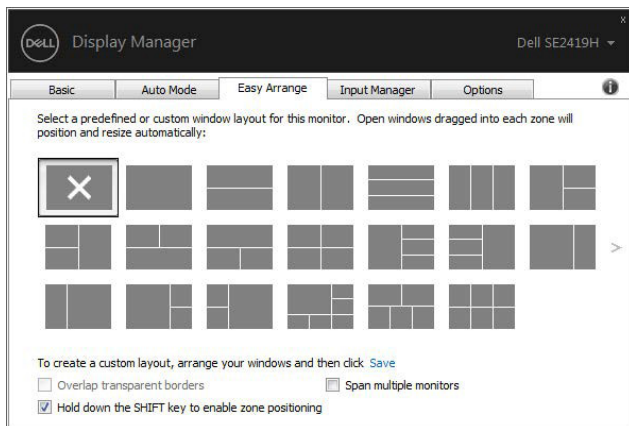 x
DELL Display Manager Dell SE2419H
Basic Auto Mode Easy Arrange Input Manager Options i
Select a predefined or custom window layout for this monitor. Open windows dragged into each zone will
position and resize automatically:
>
To create a custom layout, arrange your windows and then click Save
Overlap transparent borders Span multiple monitors
Hold down the SHIFT key to enable zone positioning